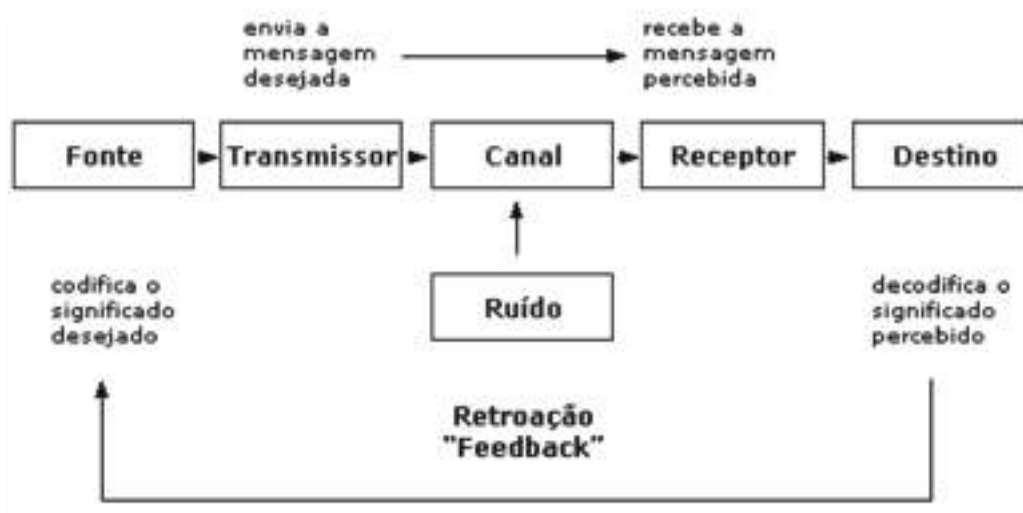 envia a
mensagem
desejada
recebe a
mensagem
percebida
Fonte
Transmissor
Canal
Receptor
Destino
codifica o
significado
desejado
Ruído
decodifica o
significado
percebido
Retroação
"Feedback"